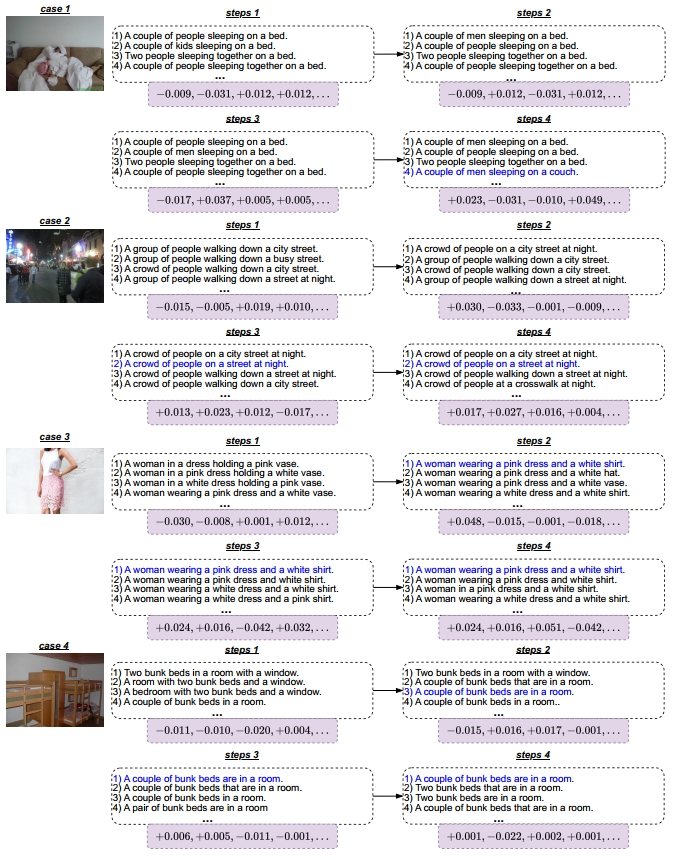 case 1
steps 1
1) A couple of people sleeping on a bed.
2) A couple of kids sleeping on a bed.
3) Two people sleeping together on a bed.
4) A couple of people sleeping together on a bed.
...
−0.009, −0.031, +0.012, +0.012, . . .
steps 2
1) A couple of men sleeping on a bed.
2) A couple of people sleeping on a bed.
3) Two people sleeping together on a bed.
4) A couple of people sleeping together on a bed.
...
−0.009, +0.012, −0.031, +0.012, . . .
steps 3
1) A couple of people sleeping on a bed.
2) A couple of men sleeping on a bed.
3) Two people sleeping together on a bed.
4) A couple of people sleeping together on a bed.
...
−0.017, +0.037, +0.005, +0.005, . . .
steps 4
1) A couple of men sleeping on a bed.
2) A couple of people sleeping on a bed.
3) Two people sleeping together on a bed.
4) A couple of men sleeping on a couch.
...
+0.023, −0.031, −0.010, +0.049, . . .
case 2
steps 1
1) A group of people walking down a city street.
2) A group of people walking down a busy street.
3) A crowd of people walking down a city street.
4) A group of people walking down a street at night.
...
−0.015, −0.005, +0.019, +0.010, . . .
steps 2
1) A crowd of people on a city street at night.
2) A group of people walking down a city street.
3) A crowd of people walking down a city street.
4) A group of people walking down a street at night.
...
+0.030, −0.033, −0.001, −0.009, . . .
steps 3
1) A crowd of people on a city street at night.
2) A crowd of people on a street at night.
3) A crowd of people walking down a street at night.
4) A crowd of people walking down a city street.
...
+0.013, +0.023, +0.012, −0.017, . . .
steps 4
1) A crowd of people on a city street at night.
2) A crowd of people on a street at night.
3) A crowd of people walking down a street at night.
4) A crowd of people at a crosswalk at night.
...
+0.017, +0.027, +0.016, +0.004, . . .
case 3
steps 1
1) A woman in a dress holding a pink vase.
2) A woman in a pink dress holding a white vase.
3) A woman in a white dress holding a pink vase.
4) A woman wearing a pink dress and a white vase.
...
−0.030, −0.008, +0.001, +0.012, . . .
steps 2
1) A woman wearing a pink dress and a white shirt.
2) A woman wearing a pink dress and a white hat.
3) A woman wearing a pink dress and a white vase.
4) A woman wearing a white dress and a white shirt.
...
+0.048, −0.015, −0.001, −0.018, . . .
steps 3
1) A woman wearing a pink dress and a white shirt.
2) A woman wearing a pink dress and white shirt.
3) A woman wearing a white dress and a white shirt.
4) A woman wearing a white dress and a pink shirt.
...
+0.024, +0.016, −0.042, +0.032, . . .
steps 4
1) A woman wearing a pink dress and a white shirt.
2) A woman wearing a pink dress and white shirt.
3) A woman in a pink dress and a white shirt.
4) A woman wearing a white dress and a white shirt.
...
+0.024, +0.016, +0.051, −0.042, . . .
case 4
steps 1
1) Two bunk beds in a room with a window.
2) A room with two bunk beds and a window.
3) A bedroom with two bunk beds and a window.
4) A couple of bunk beds in a room.
...
−0.011, −0.010, −0.020, +0.004, . . .
steps 2
1) Two bunk beds in a room with a window.
2) A couple of bunk beds that are in a room.
3) A couple of bunk beds are in a room.
4) A couple of bunk beds in a room..
...
−0.015, +0.016, +0.017, −0.001, . . .
steps 3
1) A couple of bunk beds are in a room.
2) A couple of bunk beds that are in a room.
3) A couple of bunk beds in a room.
4) A pair of bunk beds are in a room
...
+0.006, +0.005, −0.011, −0.001, . . .
steps 4
1) A couple of bunk beds are in a room.
2) Two bunk beds that are in a room.
3) Two bunk beds are in a room.
4) A couple of bunk beds that are in a room.
...
+0.001, −0.022, +0.002, +0.001, . . .